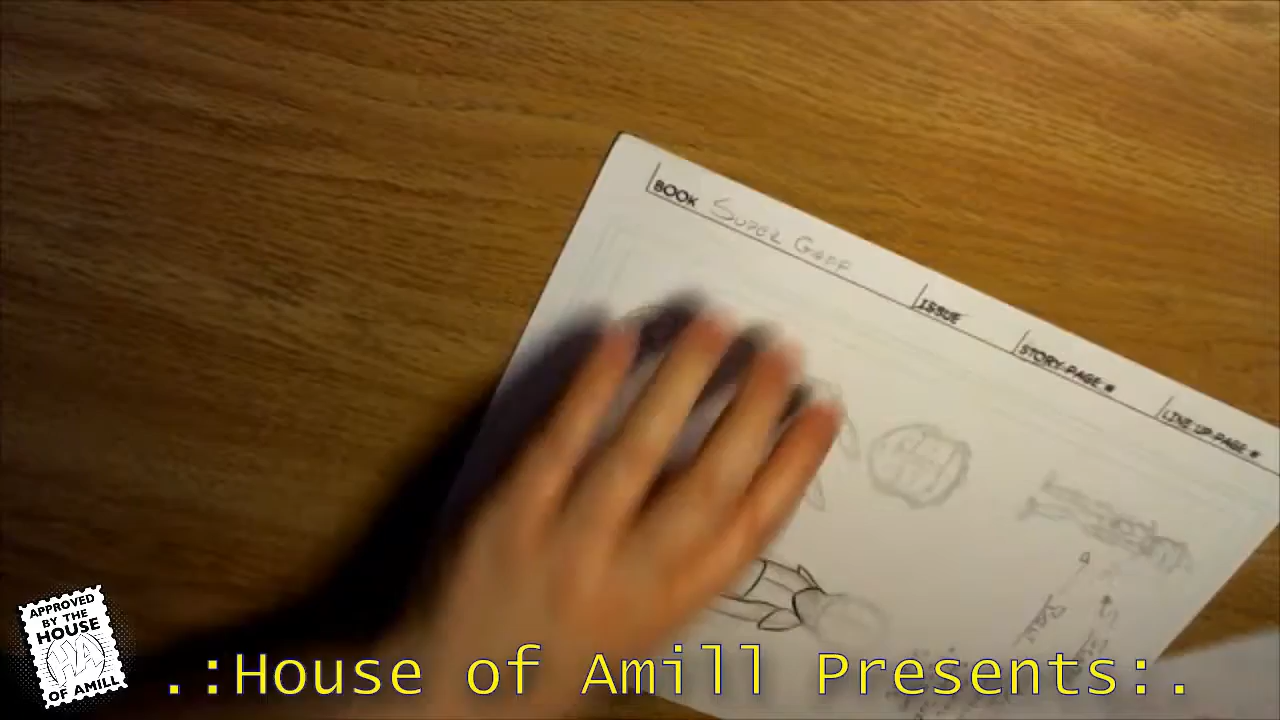 BOOK Super Gapp
ISSUE
STORY PAGE #
LINE UP PAGE #
APPROVED
BY THE
HOUSE
HA
OF AMILL
.:House of Amill Presents:.